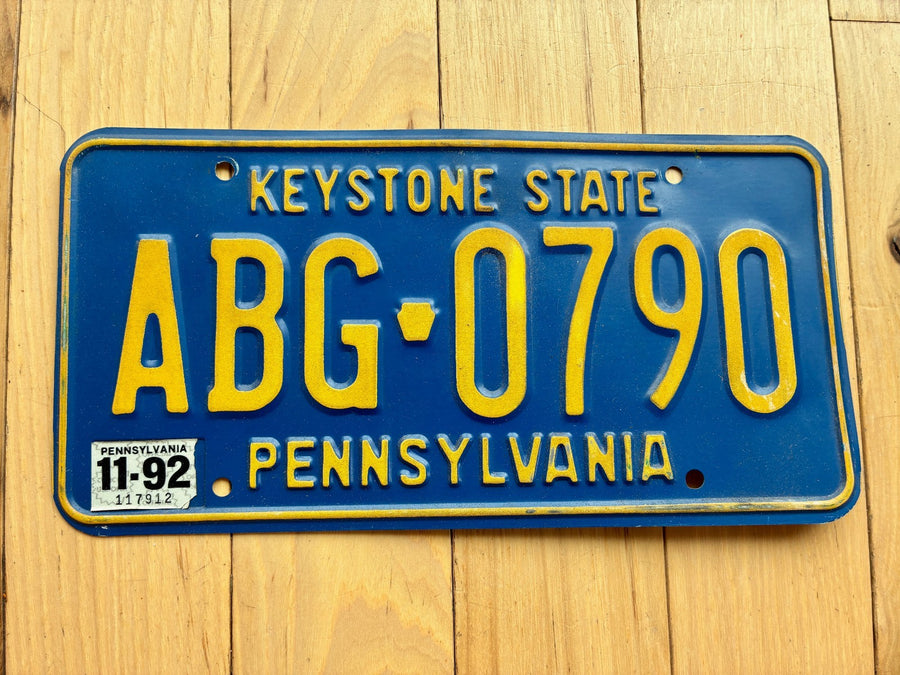 KEYSTONE STATE
ABG 0790
PENNSYLVANIA
11-92
117912
PENNSYLVANIA